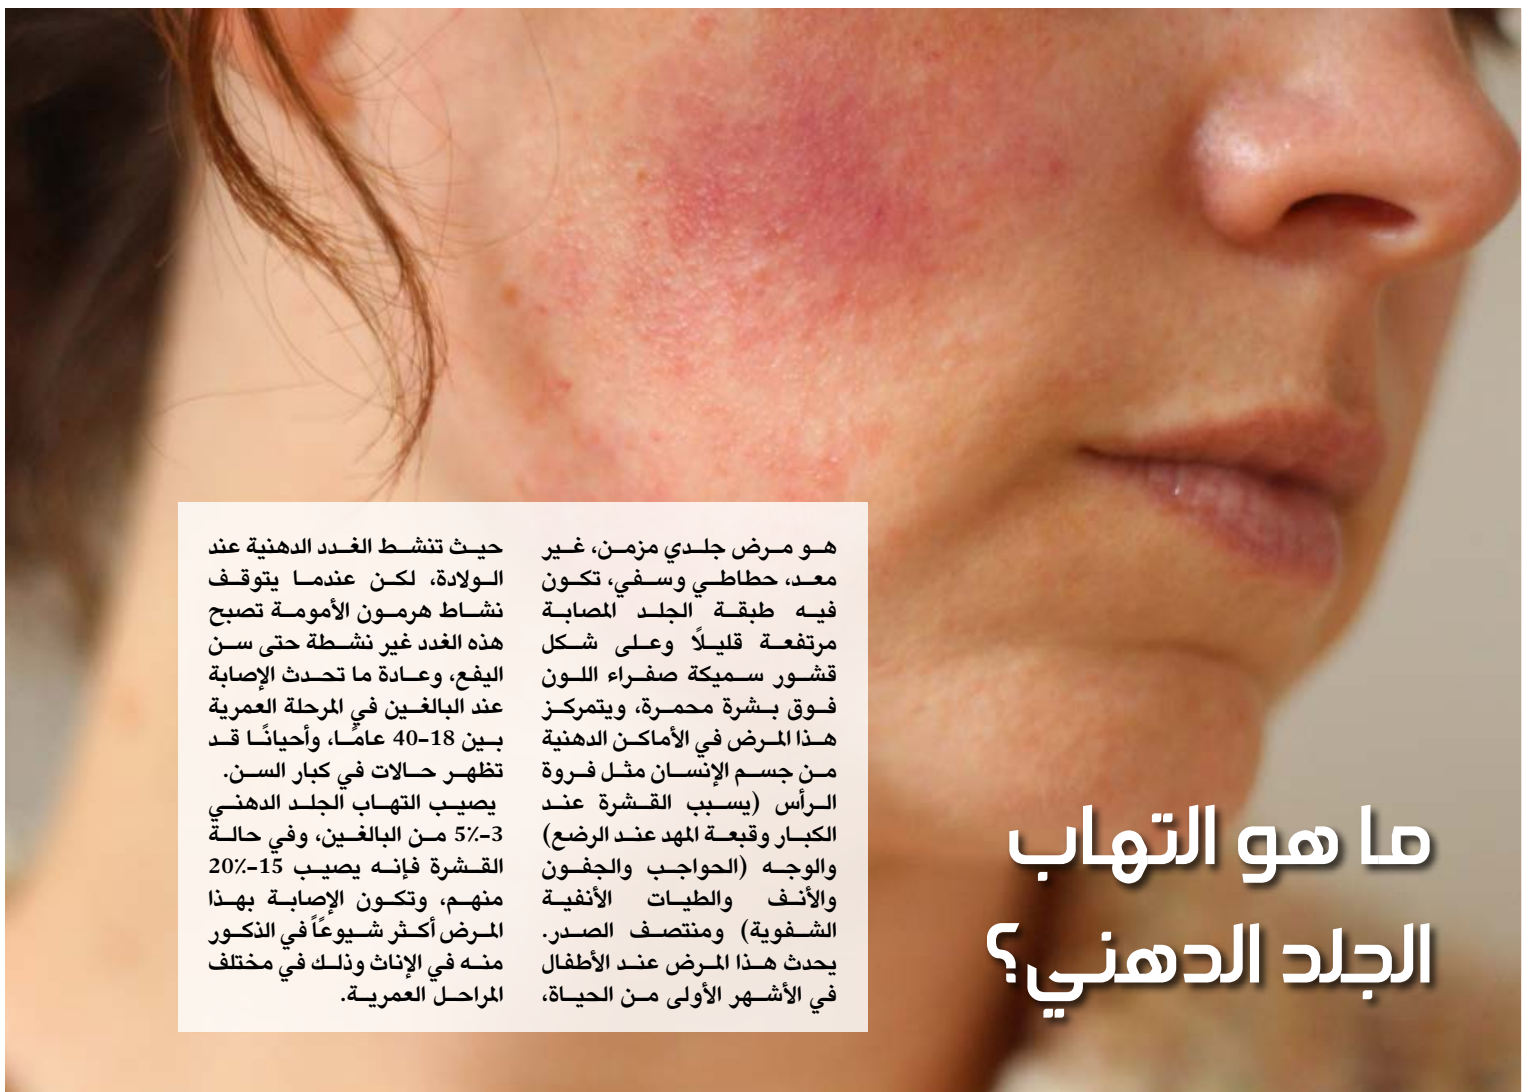 ما هو التهاب
الجلد الدهني؟
هو مرض جلدي مزمن، غير
معد، حطاطي وسفي، تكون
فيه طبقة الجلد المصابة
مرتفعة قليلًا وعلى شكل
قشور سميكة صفراء اللون
فوق بشرة محمرة، ويتمركز
هذا المرض في الأماكن الدهنية
من جسم الإنسان مثل فروة
الرأس (يسبب القشرة عند
الكبار وقبعة المهد عند الرضع)
والوجه (الحواجب والجفون
والأنف والطيات الأنفية
الشفوية) ومنتصف الصدر.
يحدث هذا المرض عند الأطفال
في الأشهر الأولى من الحياة،
حيث تنشط الغدد الدهنية عند
الولادة، لكن عندما يتوقف
نشاط هرمون الأمومة تصبح
هذه الغدد غير نشطة حتى سن
اليفع، وعادة ما تحدث الإصابة
عند البالغين في المرحلة العمرية
بين 18-40 عامًا، وأحيانًا قد
تظهر حالات في كبار السن.
يصيب التهاب الجلد الدهني
3-5٪ من البالغين، وفي حالة
القشرة فإنه يصيب 15-20٪
منهم، وتكون الإصابة بهذا
المرض أكثر شيوعًاً في الذكور
منه في الإناث وذلك في مختلف
المراحل العمرية.